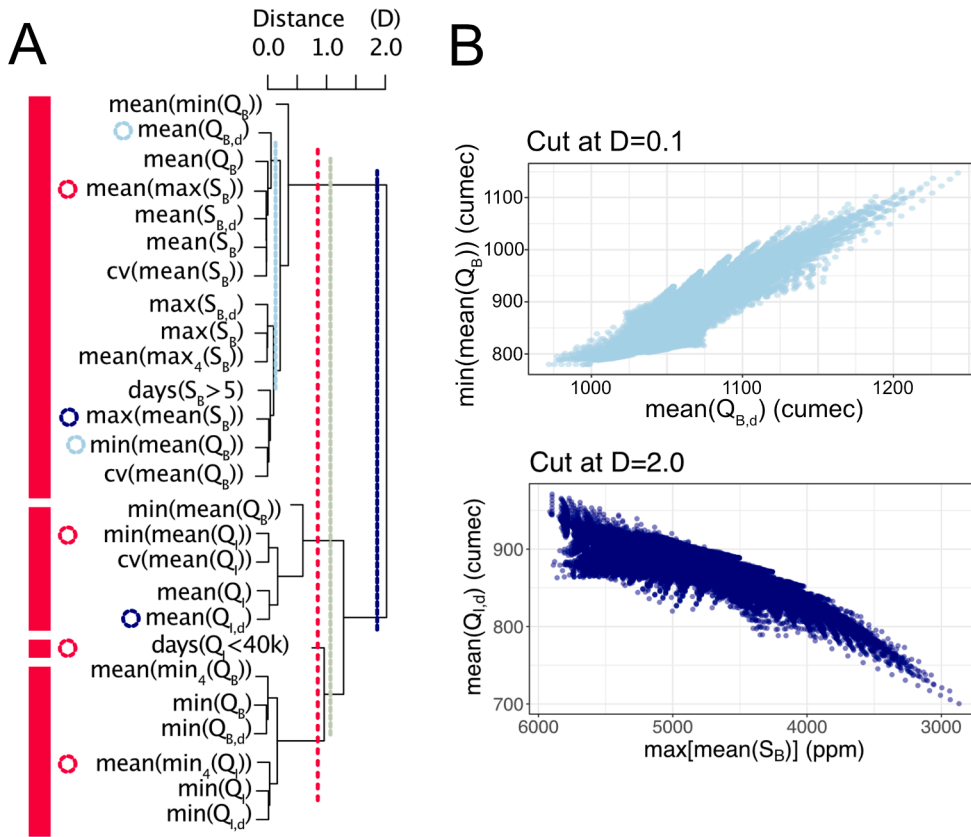 A
Distance (D)
0.0 1.0 2.0
mean(min(Q_B))
mean(Q_B,d)
mean(Q_B)
mean(max(S_B))
mean(S_B,d)
mean(S_B)
cv(mean(S_B))
max(S_B,d)
max(S_B)
mean(max_4(S_B))
days(S_B>5)
max(mean(S_B))
min(mean(Q_B))
cv(mean(Q_B))
min(mean(Q_B))
min(mean(Q_I))
cv(mean(Q_I))
mean(Q_I)
mean(Q_I,d)
days(Q_I<40k)
mean(min_4(Q_B))
min(Q_B)
min(Q_B,d)
mean(min_4(Q_I))
min(Q_I)
min(Q_I,d)
B
Cut at D=0.1
min(mean(Q_B)) (cumec)
1100
1000
900
800
1000 1100 1200
mean(Q_B,d) (cumec)
Cut at D=2.0
mean(Q_I,d) (cumec)
900
800
700
6000 5000 4000 3000
max[mean(S_B)] (ppm)